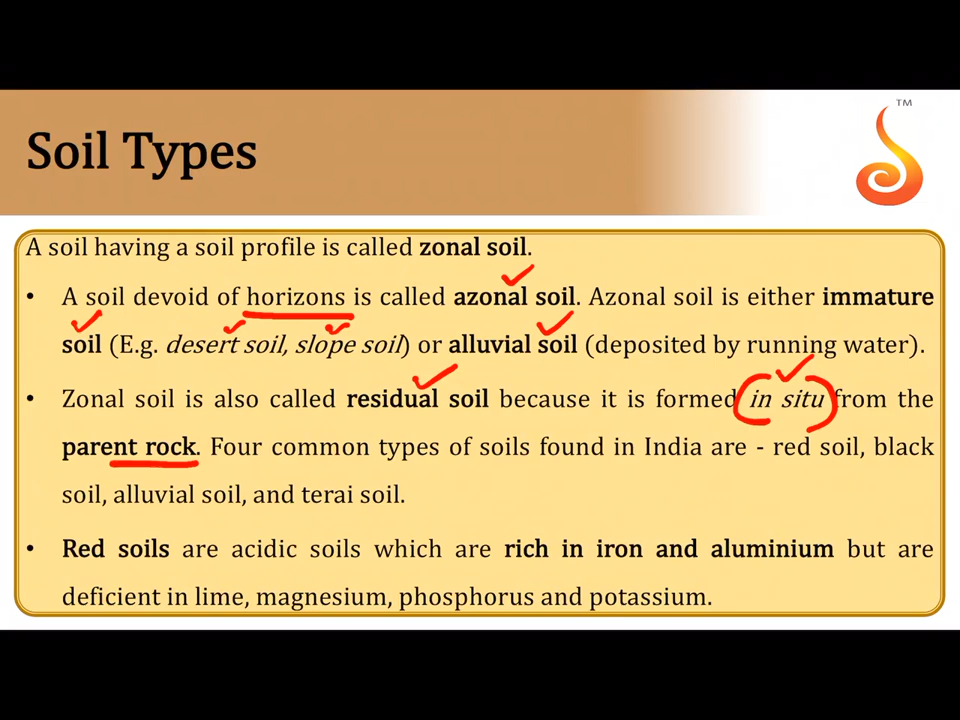 TM
Soil Types
A soil having a soil profile is called zonal soil.
• A soil devoid of horizons is called azonal soil. Azonal soil is either immature
soil (E.g. desert soil, slope soil) or alluvial soil (deposited by running water).
• Zonal soil is also called residual soil because it is formed in situ from the
parent rock. Four common types of soils found in India are - red soil, black
soil, alluvial soil, and terai soil.
• Red soils are acidic soils which are rich in iron and aluminium but are
deficient in lime, magnesium, phosphorus and potassium.